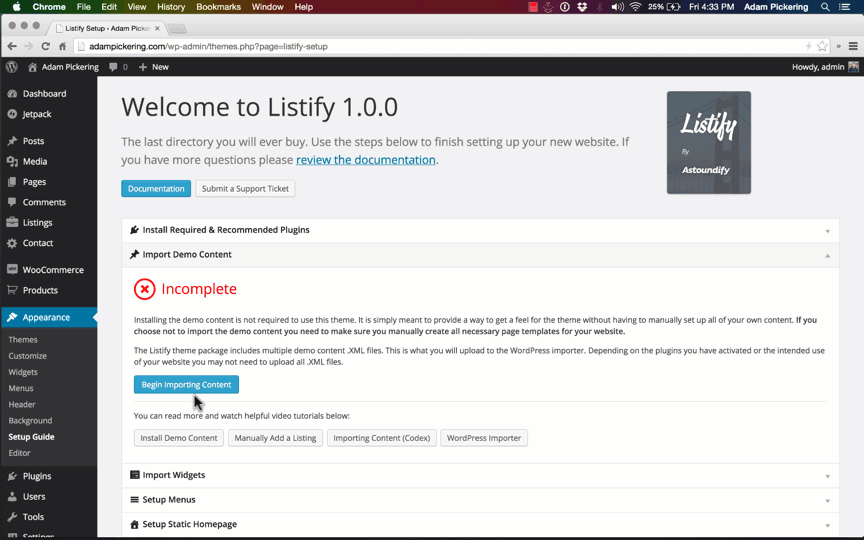 Chrome File Edit View History Bookmarks Window Help 25% Fri 4:33 PM Adam Pickering
Listify Setup ‹ Adam Picker
adampickering.com/wp-admin/themes.php?page=listify-setup
Adam Pickering 0 + New Howdy, admin
Dashboard
Jetpack
Posts
Media
Pages
Comments
Listings
Contact
WooCommerce
Products
Appearance
Themes
Customize
Widgets
Menus
Header
Background
Setup Guide
Editor
Plugins
Users
Tools
Settings
Welcome to Listify 1.0.0
The last directory you will ever buy. Use the steps below to finish setting up your new website. If
you have more questions please review the documentation.
Documentation Submit a Support Ticket
Listify
By
Astoundify
Install Required & Recommended Plugins
Import Demo Content
Incomplete
Installing the demo content is not required to use this theme. It is simply meant to provide a way to get a feel for the theme without having to manually set up all of your own content. If you
choose not to import the demo content you need to make sure you manually create all necessary page templates for your website.
The Listify theme package includes multiple demo content .XML files. This is what you will upload to the WordPress importer. Depending on the plugins you have activated or the intended use
of your website you may not need to upload all .XML files.
Begin Importing Content
You can read more and watch helpful video tutorials below:
Install Demo Content Manually Add a Listing Importing Content (Codex) WordPress Importer
Import Widgets
Setup Menus
Setup Static Homepage